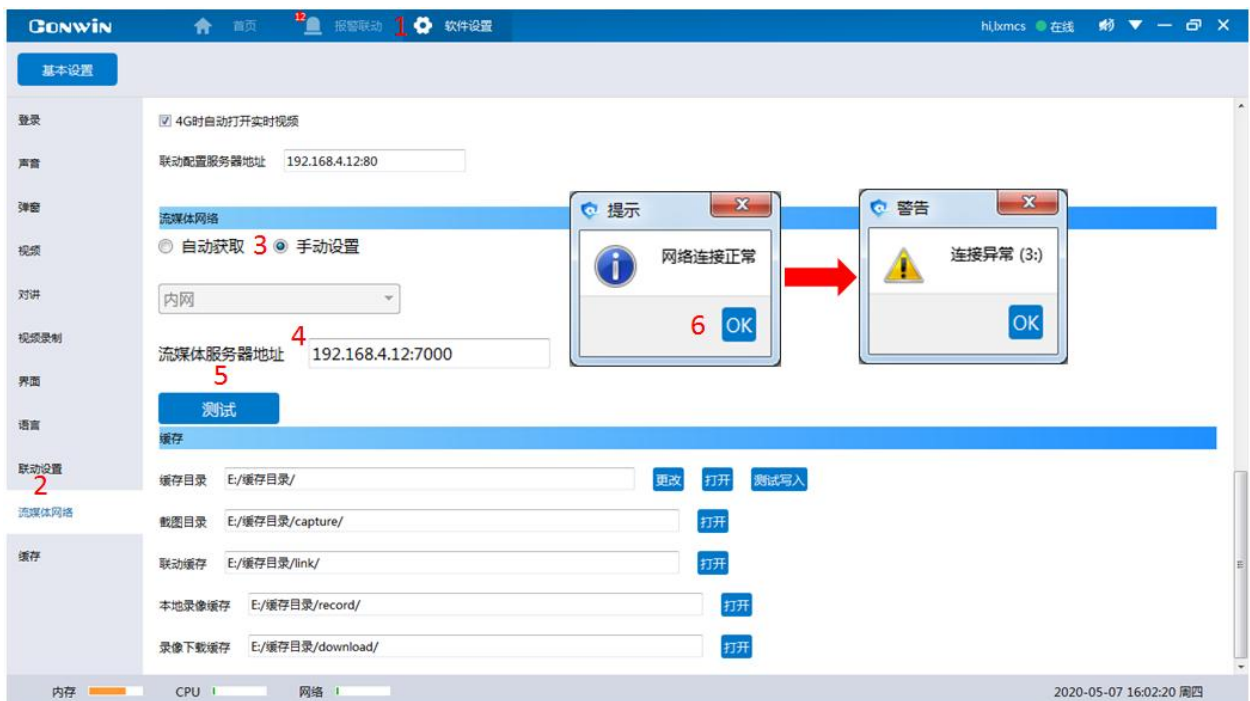 CONWIN 首页 12 报警联动 1 软件设置 hi,lxmcs 在线
基本设置
登录
声音
弹窗
视频
对讲
视频录制
界面
语言
联动设置
2
流媒体网络
缓存
4G时自动打开实时视频
联动配置服务器地址 192.168.4.12:80
流媒体网络
自动获取 3 手动设置
内网
4
流媒体服务器地址 192.168.4.12:7000
5
测试
提示
网络连接正常
6 OK
警告
连接异常 (3:)
OK
缓存
缓存目录 E:/缓存目录/ 更改 打开 测试写入
截图目录 E:/缓存目录/capture/ 打开
联动缓存 E:/缓存目录/link/ 打开
本地录像缓存 E:/缓存目录/record/ 打开
录像下载缓存 E:/缓存目录/download/ 打开
内存 CPU 网络 2020-05-07 16:02:20 周四